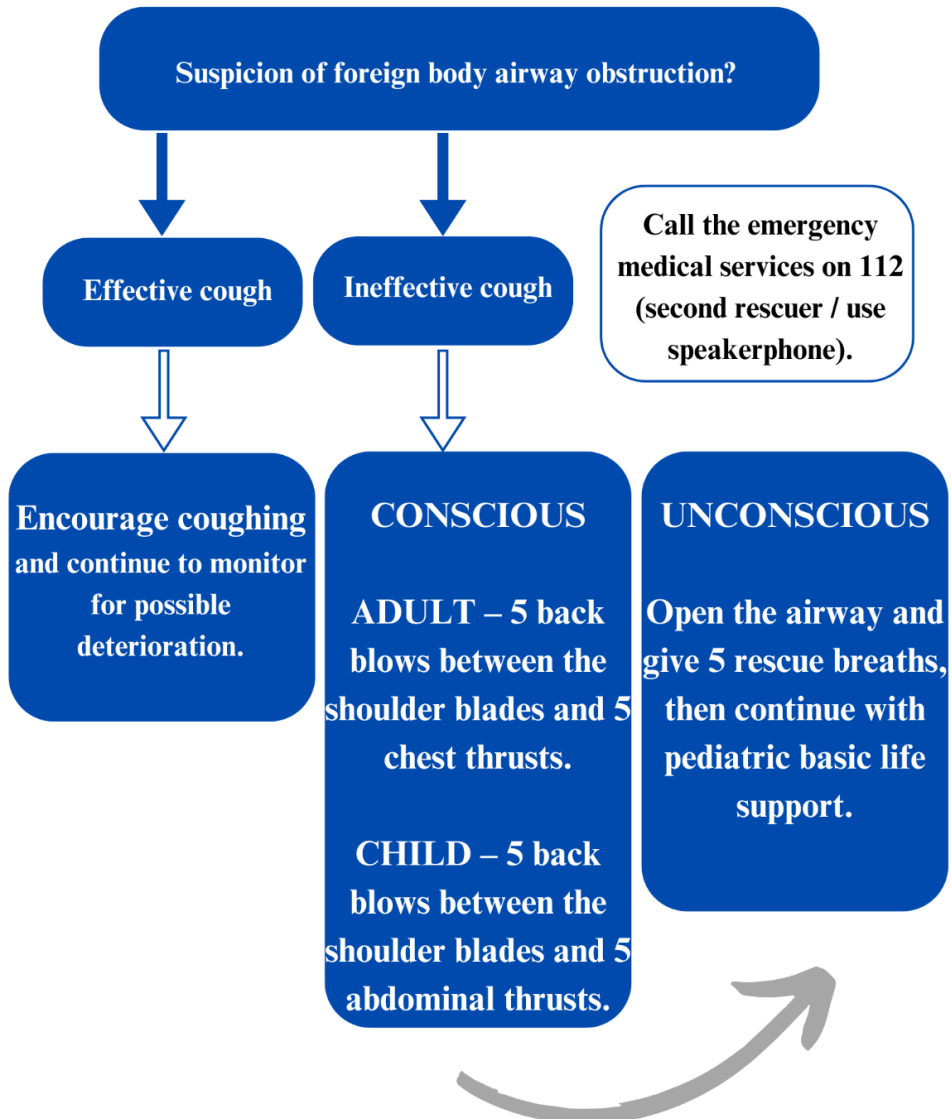 Suspicion of foreign body airway obstruction?
Effective cough
Ineffective cough
Call the emergency
medical services on 112
(second rescuer / use
speakerphone).
Encourage coughing
and continue to monitor
for possible
deterioration.
CONSCIOUS
ADULT – 5 back
blows between the
shoulder blades and 5
chest thrusts.
CHILD – 5 back
blows between the
shoulder blades and 5
abdominal thrusts.
UNCONSCIOUS
Open the airway and
give 5 rescue breaths,
then continue with
pediatric basic life
support.